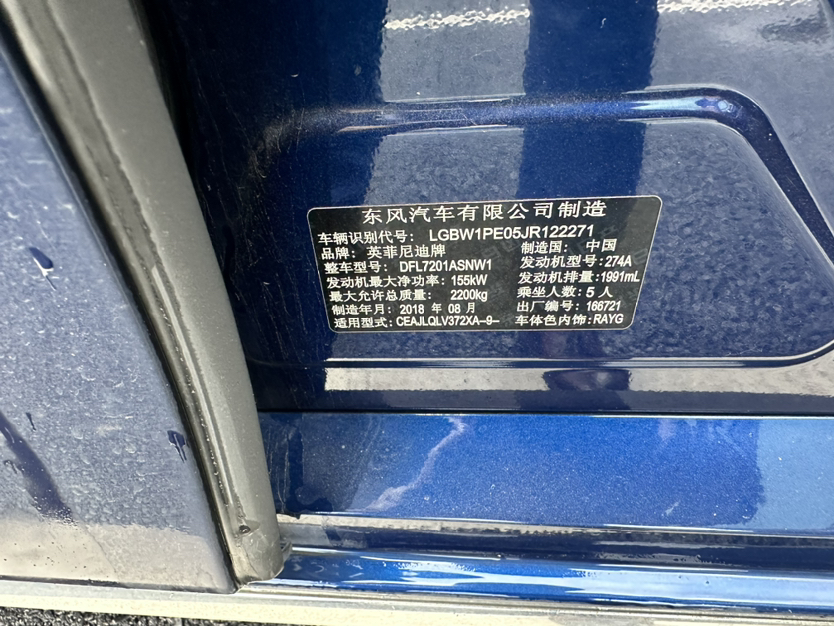 东风汽车有限公司制造
车辆识别代号: LGBW1PE05JR122271
品牌: 英菲尼迪牌 制造国: 中国
整车型号: DFL7201ASNW1 发动机型号: 274A
发动机最大净功率: 155kW 发动机排量: 1991mL
最大允许总质量: 2200kg 乘坐人数: 5 人
制造年月: 2018 年 08 月 出厂编号: 166721
适用型式: CEAJLQLV372XA-9- 车体色内饰: RAYG